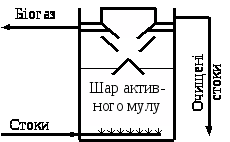 Біогаз
Шар актив-
ного мулу
Стоки
Очищені
стоки